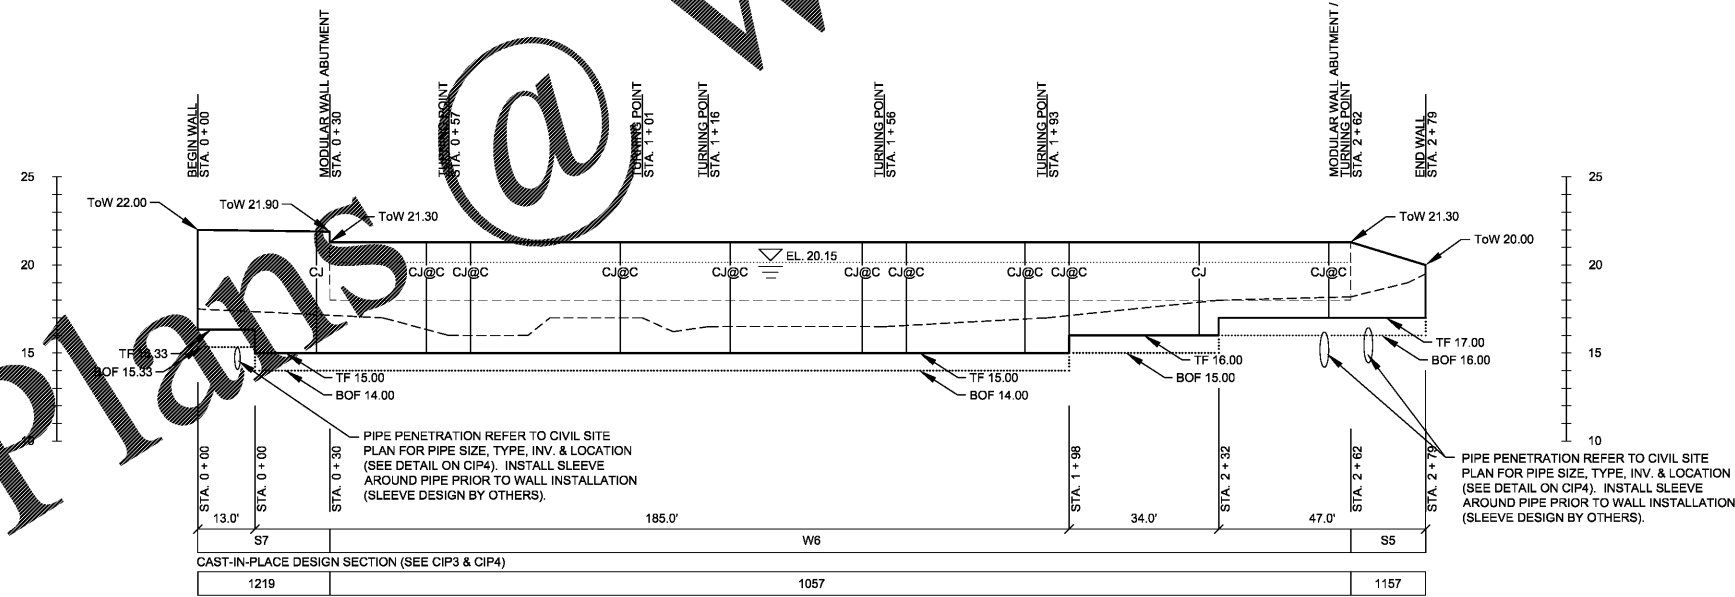 Plans @ W
BEGIN WALL
STA. 0 + 00
MODULAR WALL ABUTMENT
STA. 0 + 30
TURNING POINT
STA. 0 + 57
TURNING POINT
STA. 1 + 01
TURNING POINT
STA. 1 + 16
TURNING POINT
STA. 1 + 56
TURNING POINT
STA. 1 + 93
MODULAR WALL ABUTMENT /
TURNING POINT
STA. 2 + 62
END WALL
STA. 2 + 79
25
25
ToW 22.00
ToW 21.90
ToW 21.30
ToW 21.30
ToW 20.00
EL. 20.15
20
20
CJ
CJ@C
CJ@C
CJ@C
CJ@C
CJ@C
CJ@C
CJ@C
CJ@C
CJ
CJ@C
TF 17.00
15
TF 16.00
BOF 16.00
15
BOF 15.33
TF 15.00
TF 15.00
BOF 15.00
BOF 14.00
BOF 14.00
10
PIPE PENETRATION REFER TO CIVIL SITE
PLAN FOR PIPE SIZE, TYPE, INV. & LOCATION
(SEE DETAIL ON CIP4). INSTALL SLEEVE
AROUND PIPE PRIOR TO WALL INSTALLATION
(SLEEVE DESIGN BY OTHERS).
PIPE PENETRATION REFER TO CIVIL SITE
PLAN FOR PIPE SIZE, TYPE, INV. & LOCATION
(SEE DETAIL ON CIP4). INSTALL SLEEVE
AROUND PIPE PRIOR TO WALL INSTALLATION
(SLEEVE DESIGN BY OTHERS).
STA. 0 + 00
STA. 0 + 00
STA. 0 + 30
STA. 1 + 98
STA. 2 + 32
STA. 2 + 62
STA. 2 + 79
13.0'
185.0'
34.0'
47.0'
S7
W6
S5
CAST-IN-PLACE DESIGN SECTION (SEE CIP3 & CIP4)
1219
1057
1157